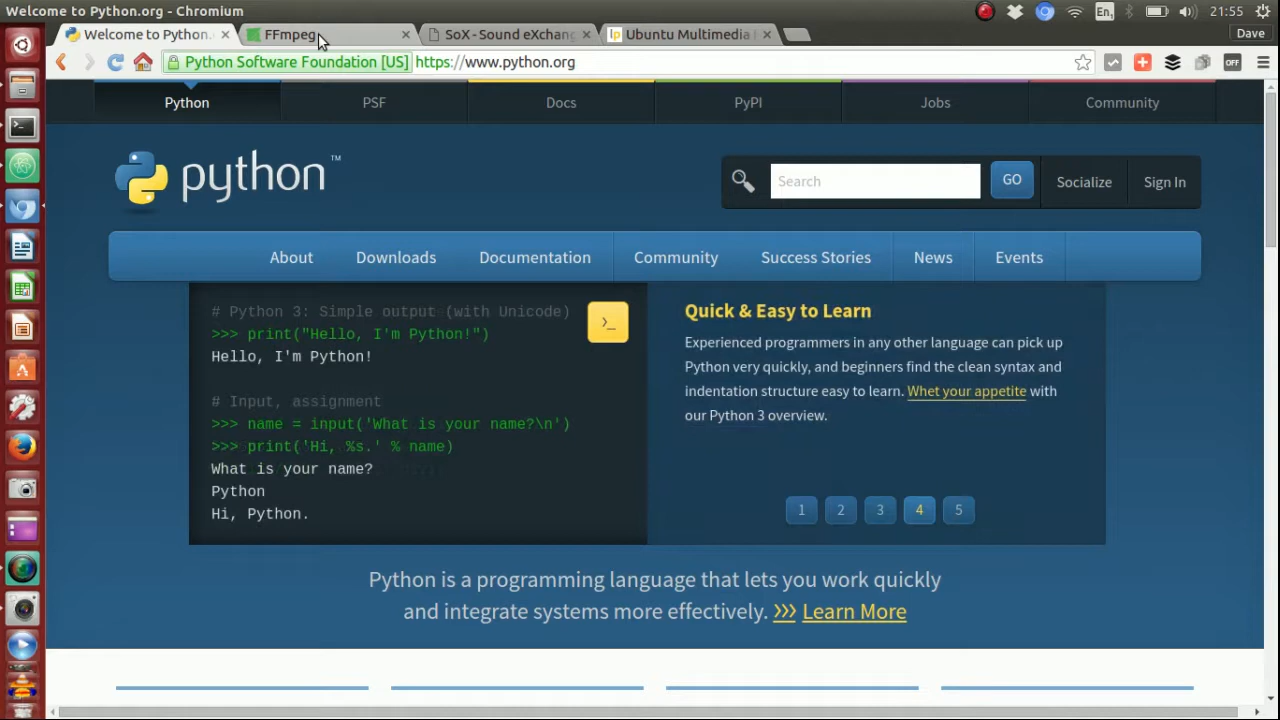 Welcome to Python.org - Chromium
En1
21:55
Welcome to Python.
FFmpeg
SoX - Sound eXchang
Ubuntu Multimedia
Dave
Python Software Foundation [US]
https://www.python.org
OFF
Python
PSF
Docs
PyPI
Jobs
Community
python™
Search
GO
Socialize
Sign In
About
Downloads
Documentation
Community
Success Stories
News
Events
# Python 3: Simple output (with Unicode)
>>> print("Hello, I'm Python!")
Hello, I'm Python!
# Input, assignment
>>> name = input('What is your name?\n')
>>> print('Hi, %s.' % name)
What is your name?
Python
Hi, Python.
>_
Quick & Easy to Learn
Experienced programmers in any other language can pick up
Python very quickly, and beginners find the clean syntax and
indentation structure easy to learn. Whet your appetite with
our Python 3 overview.
1
2
3
4
5
Python is a programming language that lets you work quickly
and integrate systems more effectively. >>> Learn More